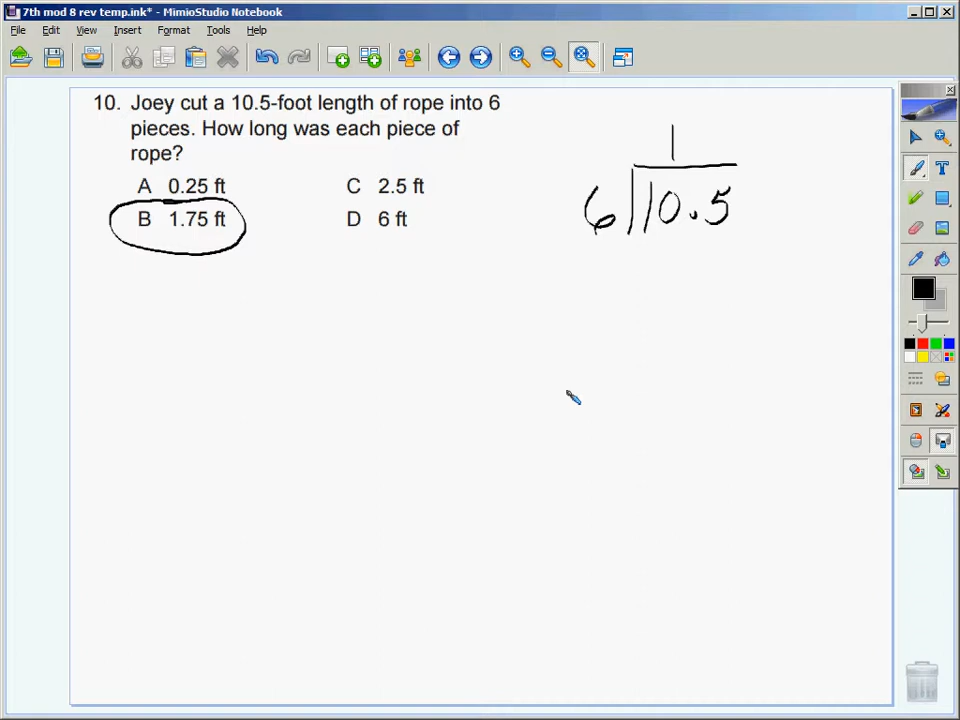 7th mod 8 rev temp.ink* - MimioStudio Notebook
File Edit View Insert Format Tools Help
10. Joey cut a 10.5-foot length of rope into 6
pieces. How long was each piece of
rope?
A 0.25 ft C 2.5 ft
B 1.75 ft D 6 ft
1
6 10.5
T